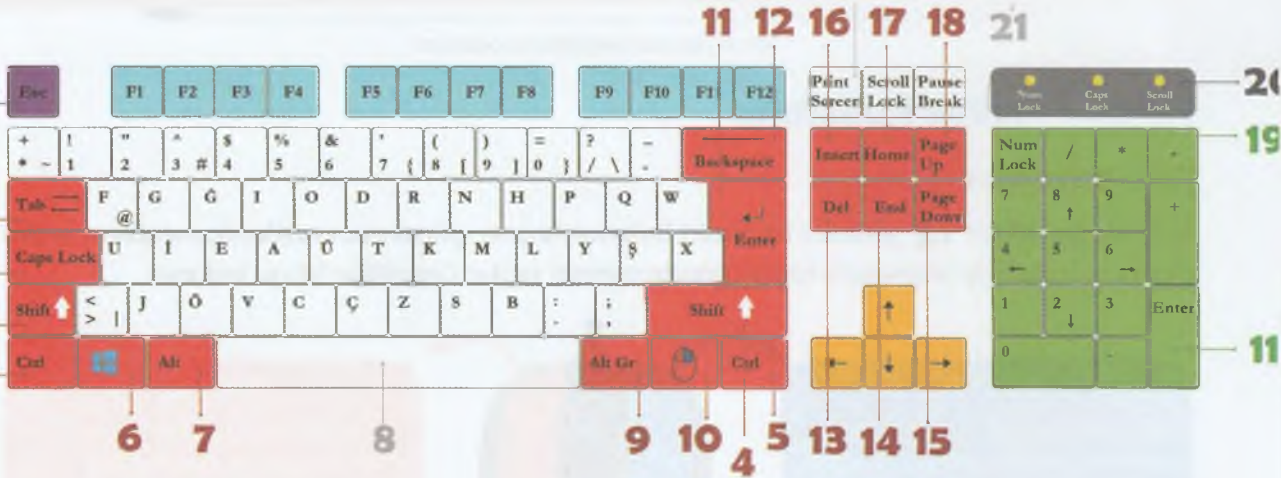 11 12 16 17 18 21
Esc F1 F2 F3 F4 F5 F6 F7 F8 F9 F10 F11 F12 Print Scroll Pause
Screen Lock Break
Num Caps Scroll
Lock Lock Lock
+ ! " ^ $ % & ' ( ) = ? _
* ~ 1 2 3 # 4 5 6 7 { 8 [ 9 ] 0 } / \ - Backspace
Insert Home Page
Up
Num / * -
Lock
19
Tab F @ G Ğ I O D R N H P Q W
Enter
Del End Page
Down
7 8 ↑ 9 +
Caps Lock U İ E A Ü T K M L Y Ş X
4 ← 5 6 →
Shift < > | J Ö V C Ç Z S B : . ; , Shift
↑
1 2 ↓ 3 Enter
Ctrl Alt Alt Gr Ctrl
← ↓ →
0 .
11
6 7 8 9 10 4 5 13 14 15